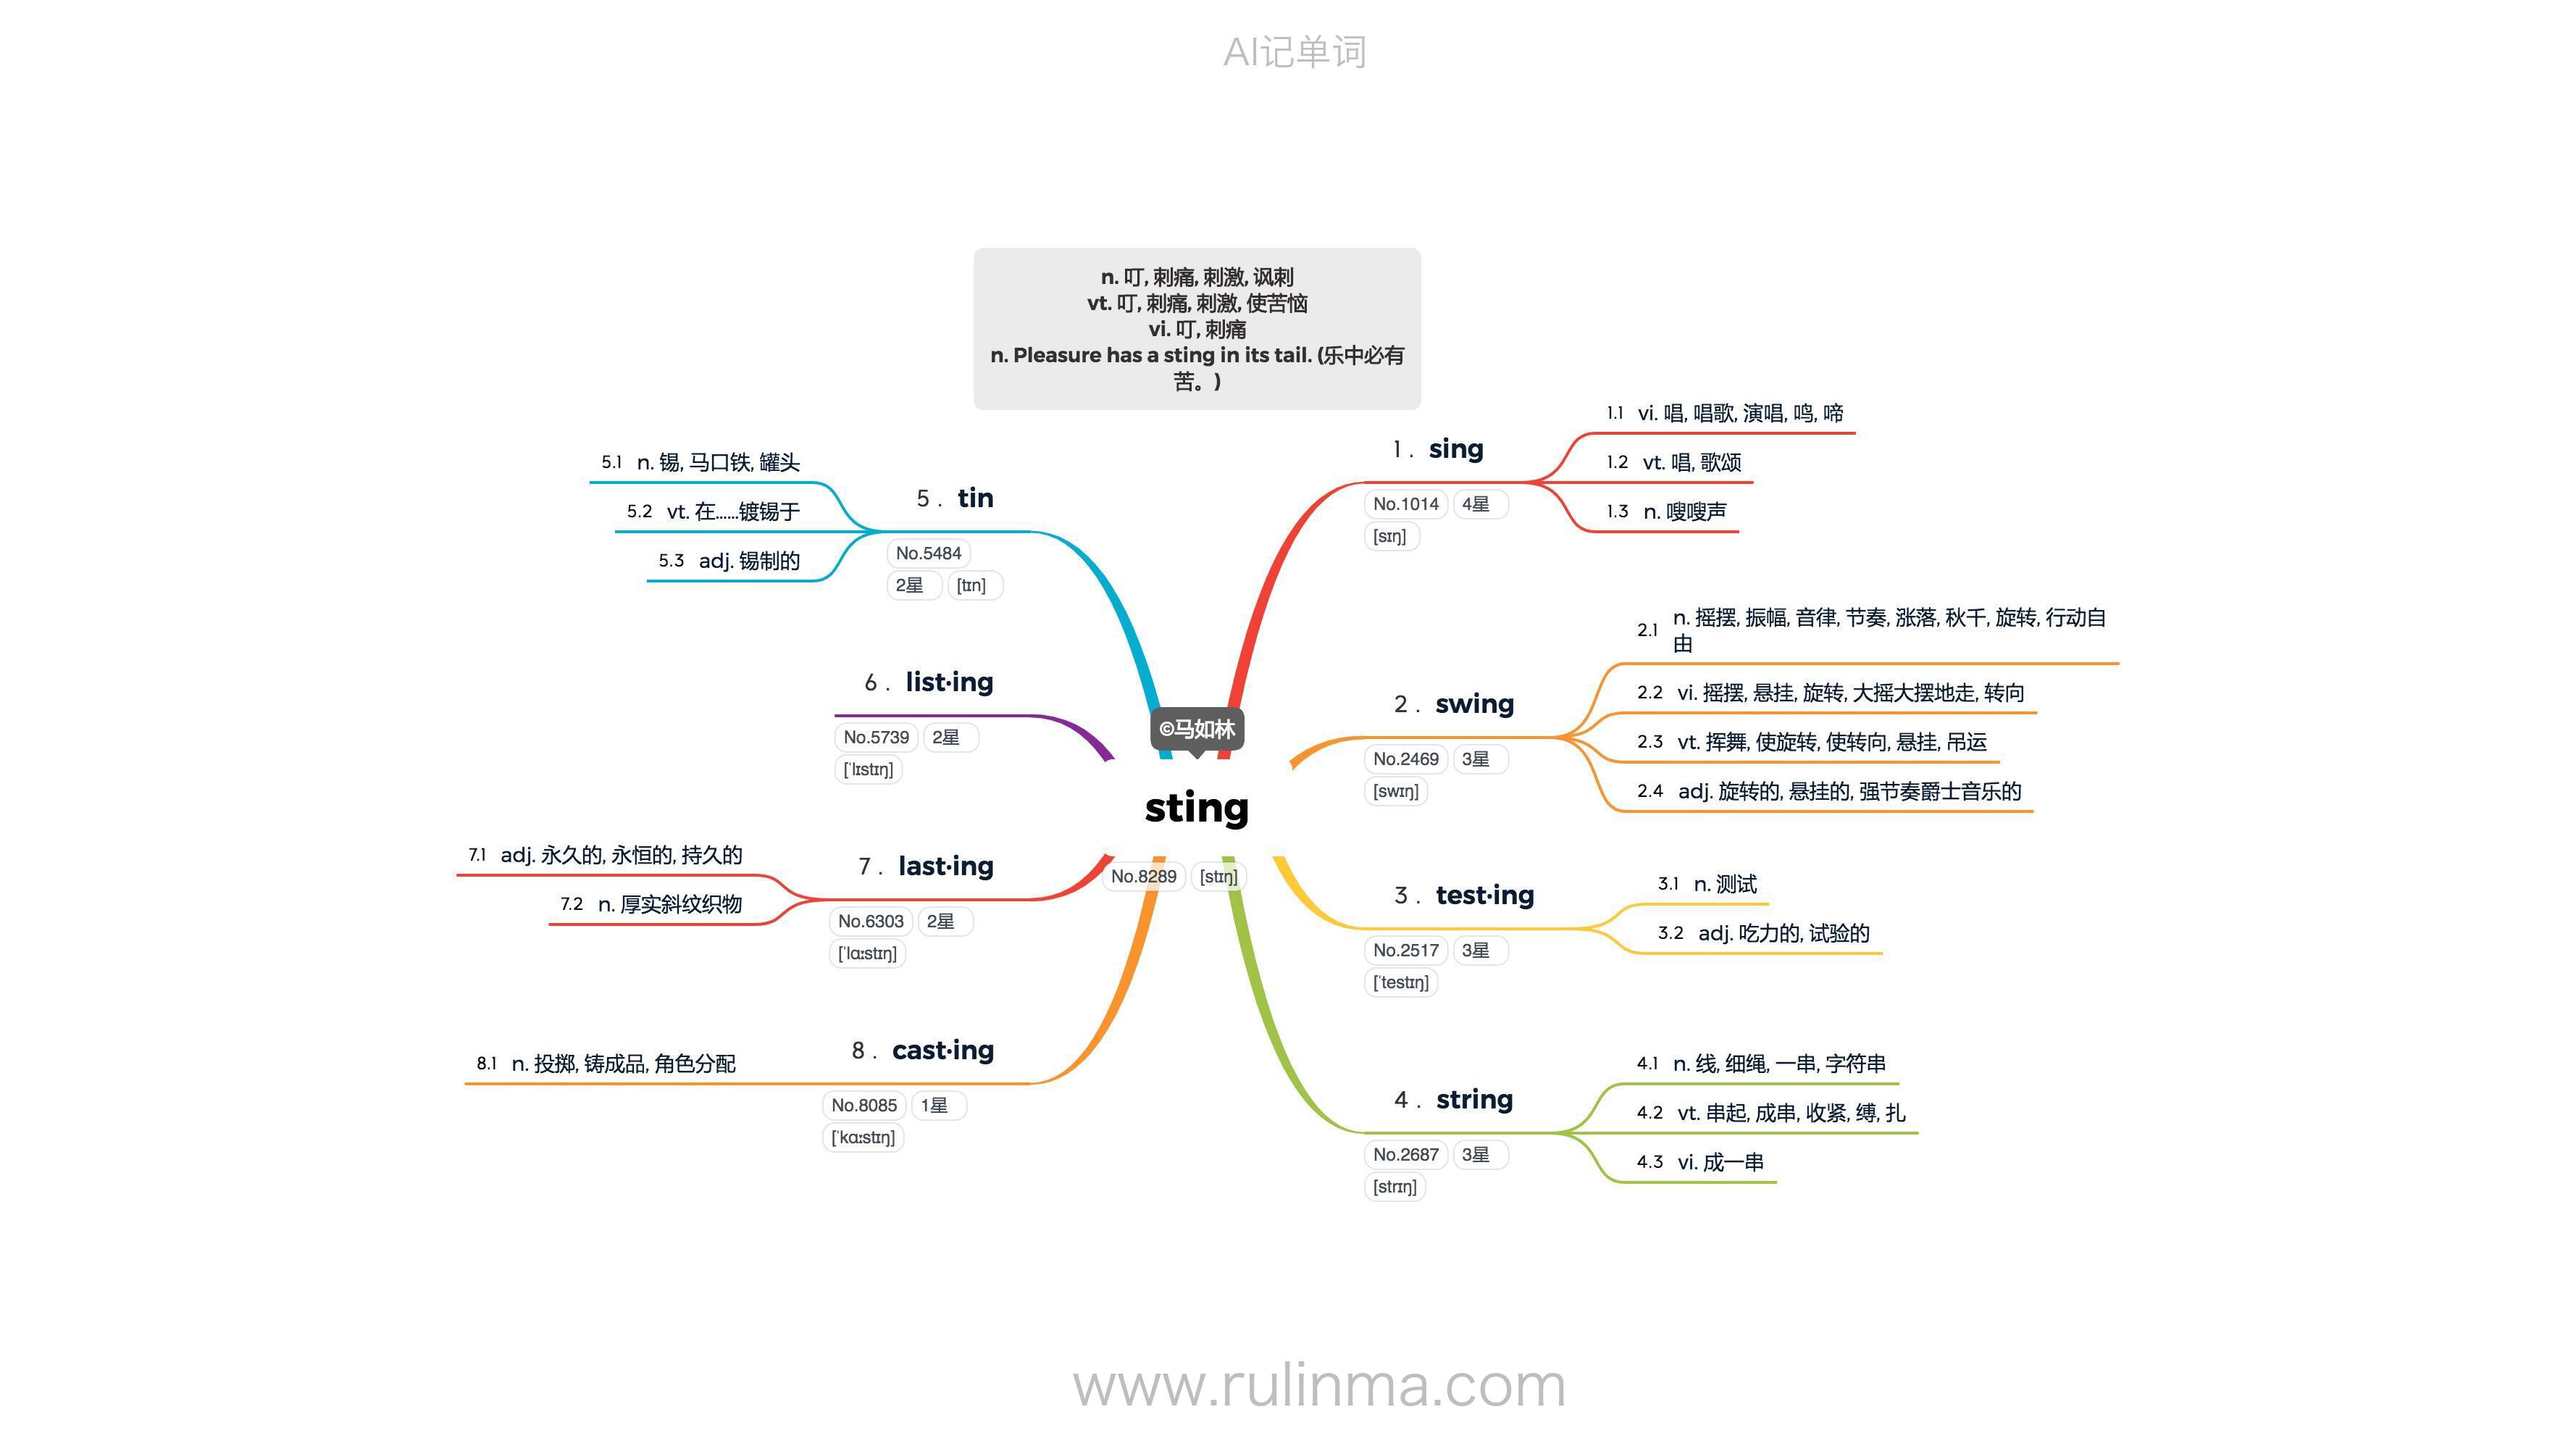 AI记单词
n. 叮, 刺痛, 刺激, 讽刺
vt. 叮, 刺痛, 刺激, 使苦恼
vi. 叮, 刺痛
n. Pleasure has a sting in its tail. (乐中必有
苦。)
©马如林
sting
No.8289 [stɪŋ]
1 . sing
No.1014 4星
[sɪŋ]
1.1 vi. 唱, 唱歌, 演唱, 鸣, 啼
1.2 vt. 唱, 歌颂
1.3 n. 嗖嗖声
2 . swing
No.2469 3星
[swɪŋ]
2.1 n. 摇摆, 振幅, 音律, 节奏, 涨落, 秋千, 旋转, 行动自
由
2.2 vi. 摇摆, 悬挂, 旋转, 大摇大摆地走, 转向
2.3 vt. 挥舞, 使旋转, 使转向, 悬挂, 吊运
2.4 adj. 旋转的, 悬挂的, 强节奏爵士音乐的
3 . test·ing
No.2517 3星
['testɪŋ]
3.1 n. 测试
3.2 adj. 吃力的, 试验的
4 . string
No.2687 3星
[strɪŋ]
4.1 n. 线, 细绳, 一串, 字符串
4.2 vt. 串起, 成串, 收紧, 缚, 扎
4.3 vi. 成一串
5 . tin
No.5484
2星 [tɪn]
5.1 n. 锡, 马口铁, 罐头
5.2 vt. 在......镀锡于
5.3 adj. 锡制的
6 . list·ing
No.5739 2星
['lɪstɪŋ]
7 . last·ing
No.6303 2星
['lɑːstɪŋ]
7.1 adj. 永久的, 永恒的, 持久的
7.2 n. 厚实斜纹织物
8 . cast·ing
No.8085 1星
['kɑːstɪŋ]
8.1 n. 投掷, 铸成品, 角色分配
www.rulinma.com